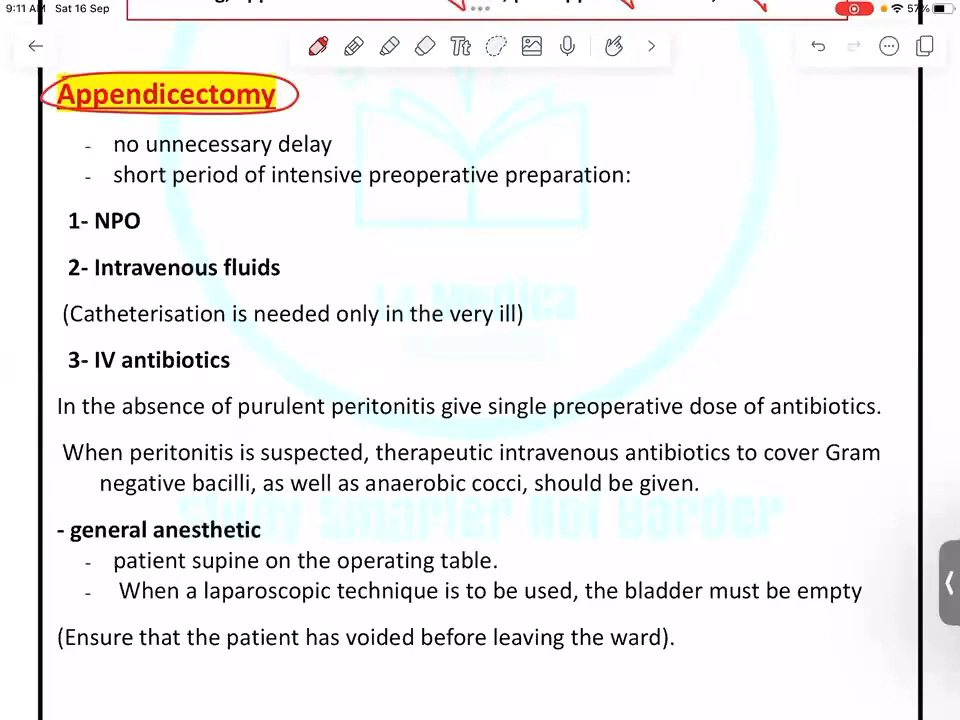 9:11 AM Sat 16 Sep
57%
Tt
Appendicectomy
- no unnecessary delay
- short period of intensive preoperative preparation:
1- NPO
2- Intravenous fluids
La Medica
(Catheterisation is needed only in the very ill)
3- IV antibiotics
In the absence of purulent peritonitis give single preoperative dose of antibiotics.
When peritonitis is suspected, therapeutic intravenous antibiotics to cover Gram
negative bacilli, as well as anaerobic cocci, should be given.
Study Smarter Not Harder
- general anesthetic
- patient supine on the operating table.
- When a laparoscopic technique is to be used, the bladder must be empty
(Ensure that the patient has voided before leaving the ward).